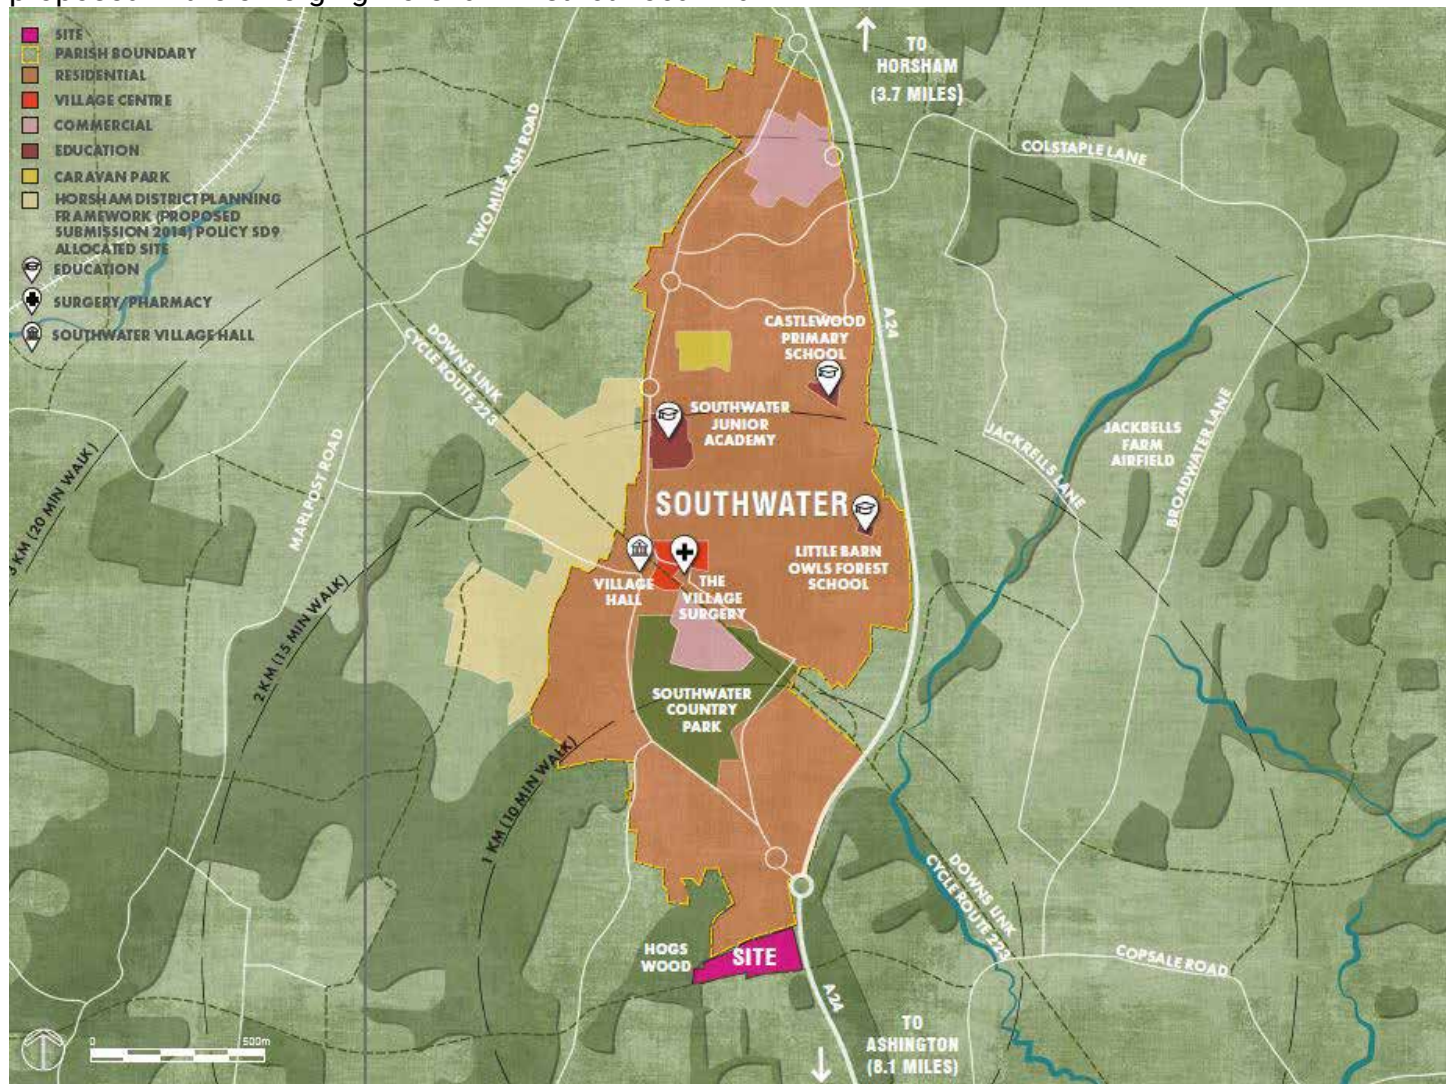 SITE
PARISH BOUNDARY
RESIDENTIAL
VILLAGE CENTRE
COMMERCIAL
EDUCATION
CARAVAN PARK
HORSHAM DISTRICT PLANNING
FRAMEWORK (PROPOSED
SUBMISSION 2014) POLICY SD9
ALLOCATED SITE
EDUCATION
SURGERY/PHARMACY
SOUTHWATER VILLAGE HALL
TO
HORSHAM
(3.7 MILES)
TWO MILE ASH ROAD
COLSTAPLE LANE
A24
CASTLEWOOD
PRIMARY
SCHOOL
DOWNS LINK
CYCLE ROUTE 223
SOUTHWATER
JUNIOR
ACADEMY
JACKRELLS
FARM
AIRFIELD
JACKRELLS LANE
BROADWATER LANE
MARLPOST ROAD
3 KM (20 MIN WALK)
SOUTHWATER
LITTLE BARN
OWLS FOREST
SCHOOL
VILLAGE
HALL
THE
VILLAGE
SURGERY
2 KM (15 MIN WALK)
SOUTHWATER
COUNTRY
PARK
1 KM (10 MIN WALK)
DOWNS LINK
CYCLE ROUTE 223
HOGS
WOOD
SITE
COPSALE ROAD
A24
TO
ASHINGTON
(8.1 MILES)
0 500m